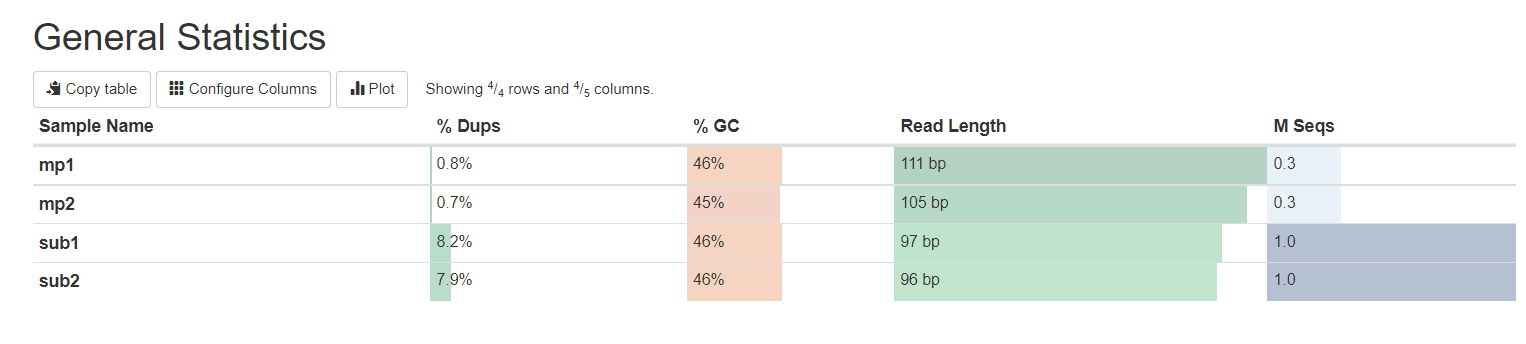 General Statistics
Copy table Configure Columns Plot Showing 4/4 rows and 4/5 columns.
Sample Name % Dups % GC Read Length M Seqs
mp1 0.8% 46% 111 bp 0.3
mp2 0.7% 45% 105 bp 0.3
sub1 8.2% 46% 97 bp 1.0
sub2 7.9% 46% 96 bp 1.0